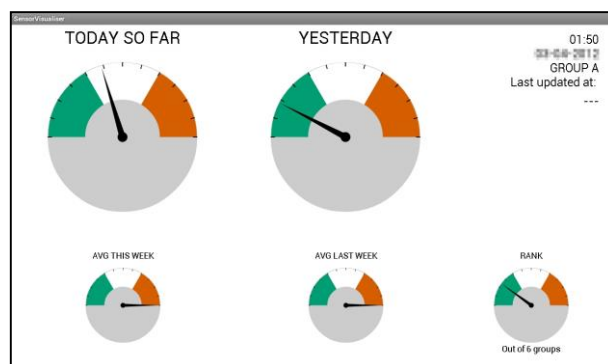 SensorVisualiser
TODAY SO FAR
YESTERDAY
01:50
GROUP A
Last updated at:
---
AVG THIS WEEK
AVG LAST WEEK
RANK
Out of 6 groups